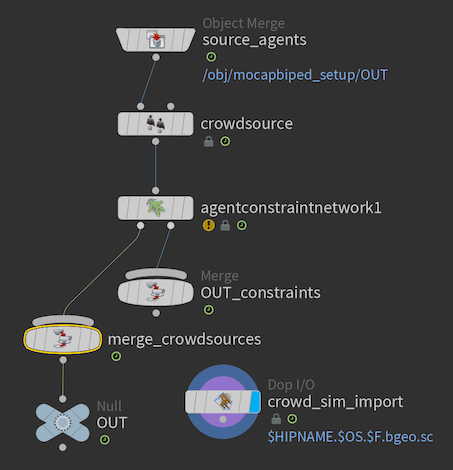 Object Merge
source_agents
/obj/mocapbiped_setup/OUT
crowdsource
agentconstraintnetwork1
Merge
OUT_constraints
merge_crowdsources
Null
OUT
Dop I/O
crowd_sim_import
$HIPNAME.$OS.$F.bgeo.sc